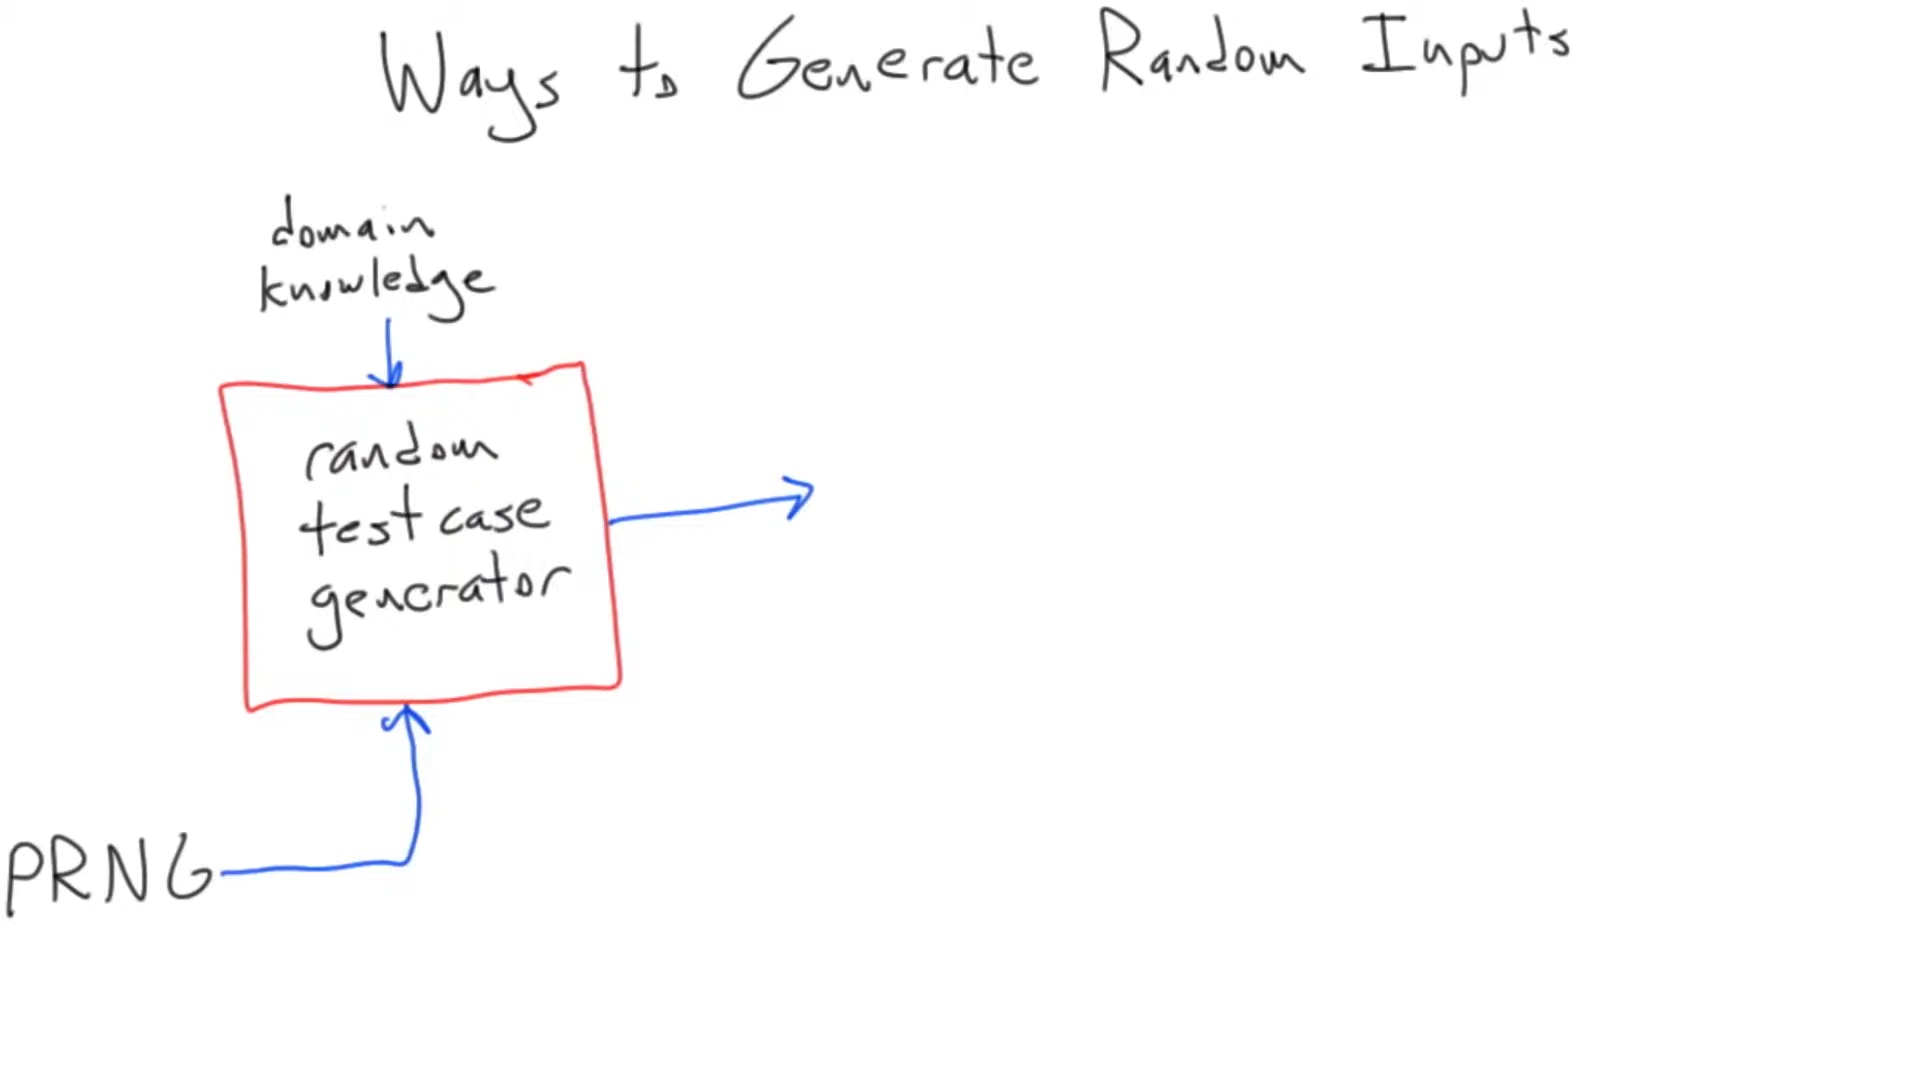 Ways to Generate Random Inputs
domain
knowledge
random
test case
generator
PRNG